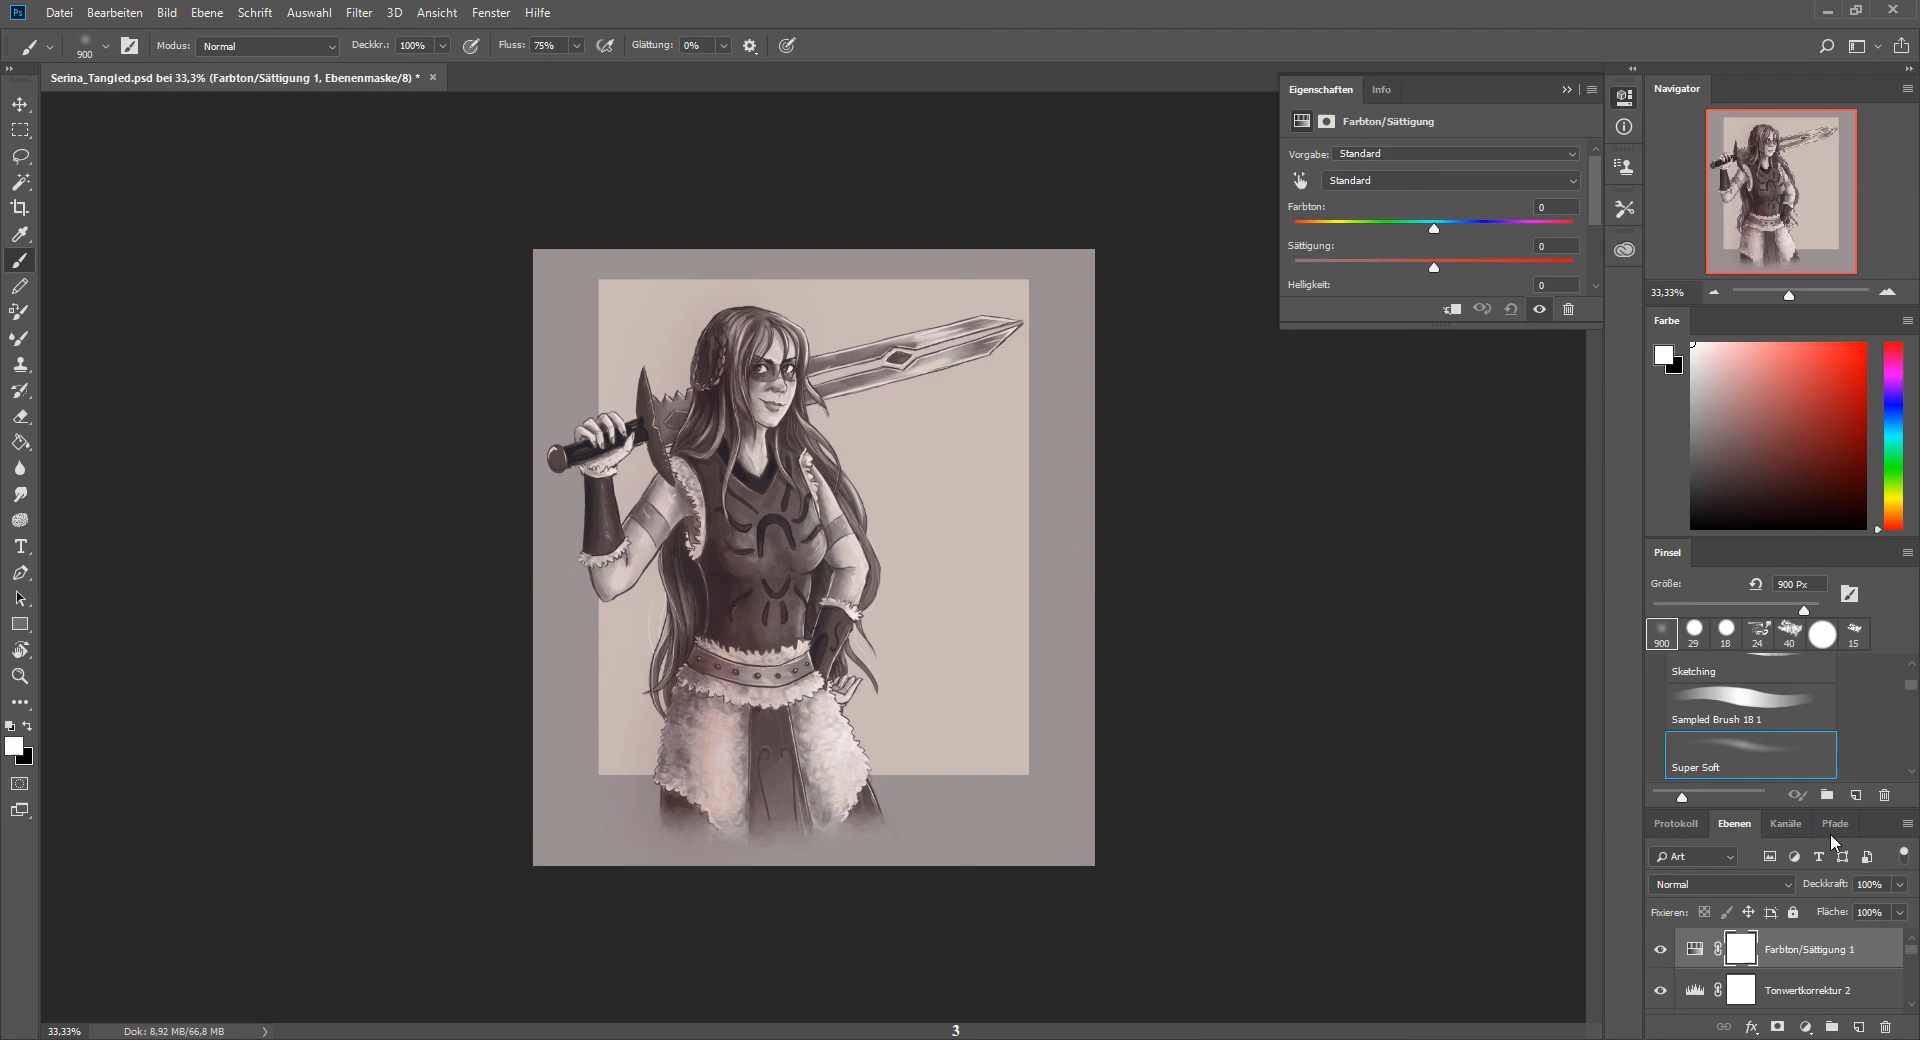 Ps Datei Bearbeiten Bild Ebene Schrift Auswahl Filter 3D Ansicht Fenster Hilfe
900 Modus: Normal Deckkr.: 100% Fluss: 75% Glättung: 0%
Serina_Tangled.psd bei 33,3% (Farbton/Sättigung 1, Ebenenmaske/8) *
Eigenschaften Info
Farbton/Sättigung
Vorgabe: Standard
Standard
Farbton: 0
Sättigung: 0
Helligkeit: 0
Navigator
33,33%
Farbe
Pinsel
Größe: 900 Px
900 29 18 24 40 15
Sketching
Sampled Brush 18 1
Super Soft
Protokoll Ebenen Kanäle Pfade
Art
Normal Deckkraft: 100%
Fixieren: Fläche: 100%
Farbton/Sättigung 1
Tonwertkorrektur 2
fx
33,33% Dok: 8,92 MB/66,8 MB
3